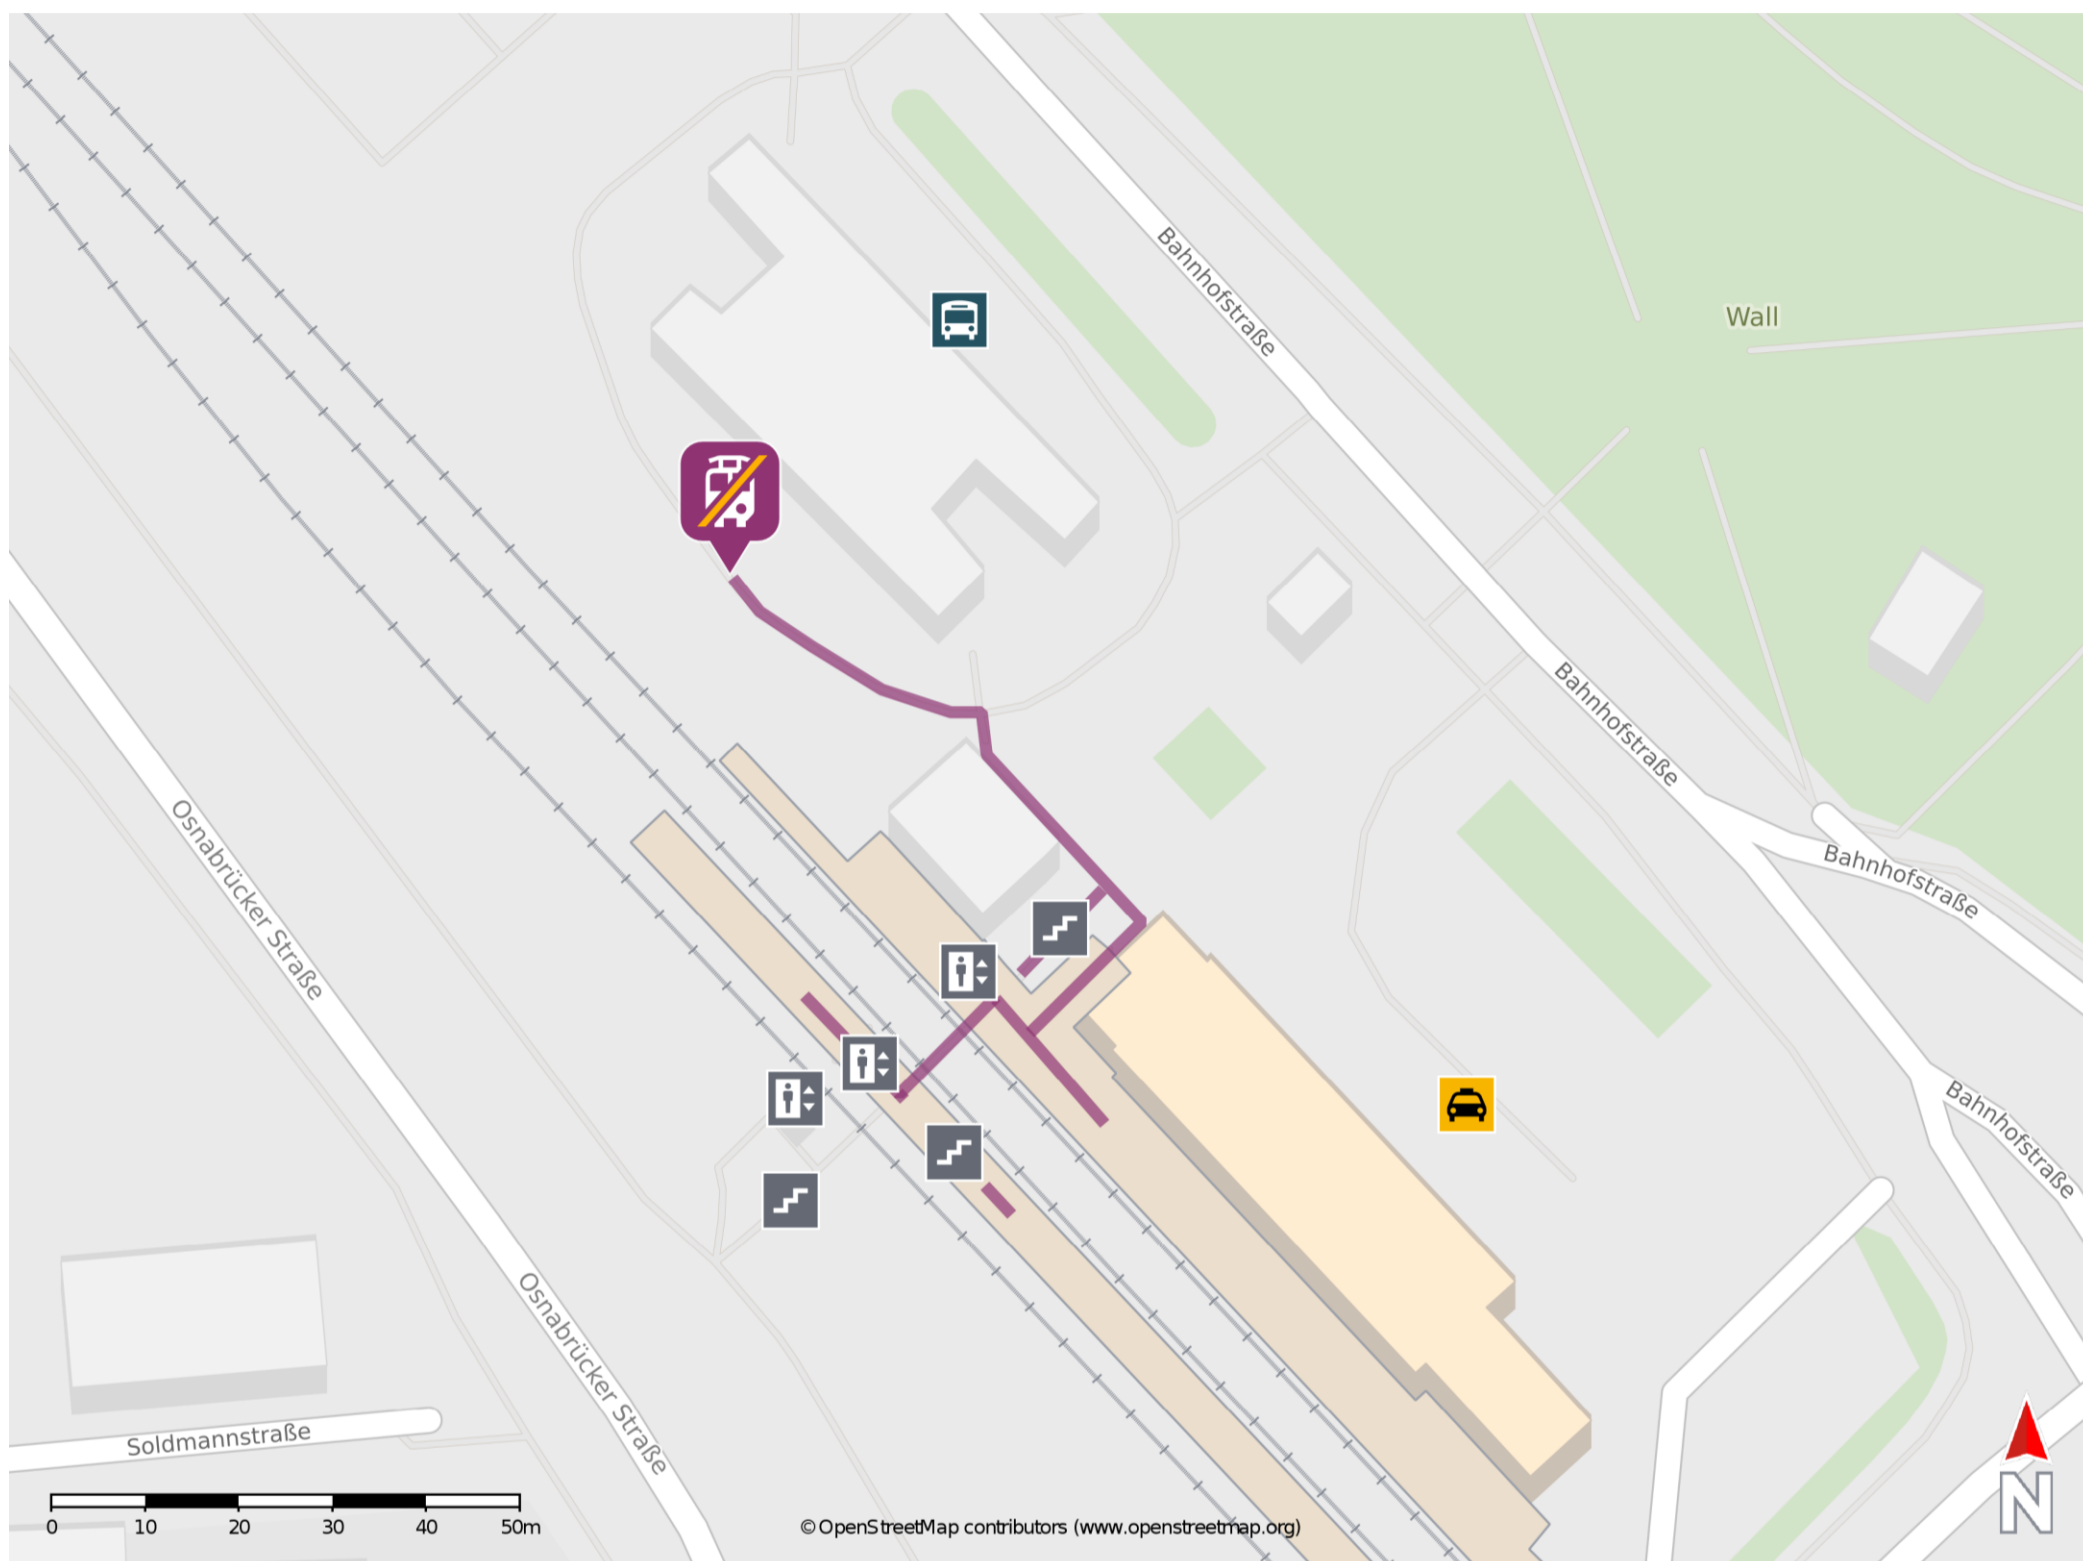 Bahnhofstraße
Wall
Bahnhofstraße
Osnabrücker Straße
Bahnhofstraße
Bahnhofstraße
Osnabrücker Straße
Soldmannstraße
0 10 20 30 40 50m
© OpenStreetMap contributors (www.openstreetmap.org)
N